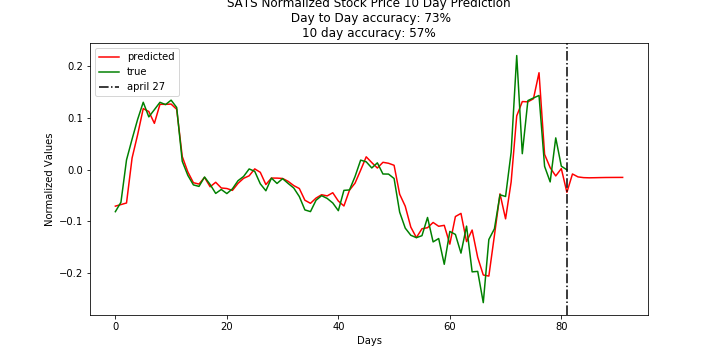 SATS Normalized Stock Price 10 Day Prediction
Day to Day accuracy: 73%
10 day accuracy: 57%
predicted
true
april 27
Normalized Values
0.2
0.1
0.0
−0.1
−0.2
0
20
40
60
80
Days